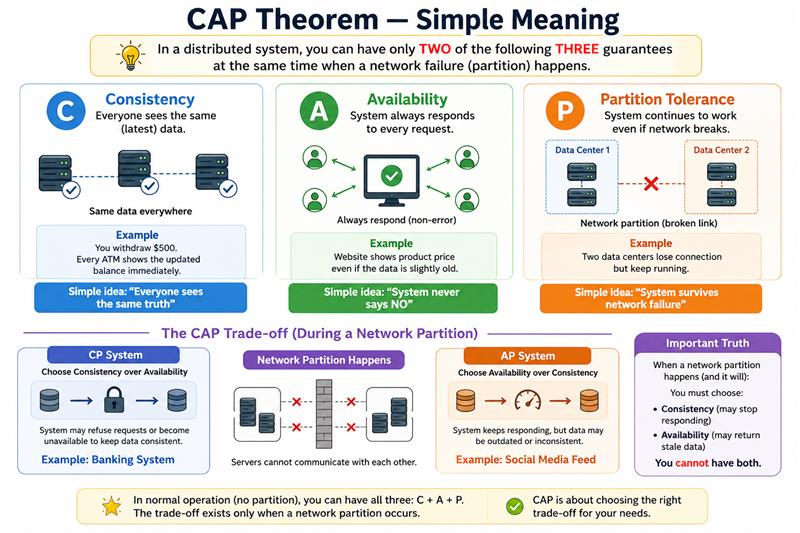 CAP Theorem — Simple Meaning
In a distributed system, you can have only TWO of the following THREE guarantees
at the same time when a network failure (partition) happens.
C
Consistency
Everyone sees the same
(latest) data.
Same data everywhere
Example
You withdraw $500.
Every ATM shows the updated
balance immediately.
Simple idea: “Everyone sees
the same truth”
A
Availability
System always responds
to every request.
Always respond (non-error)
Example
Website shows product price
even if the data is slightly old.
Simple idea: “System never
says NO”
P
Partition Tolerance
System continues to work
even if network breaks.
Data Center 1
Data Center 2
Network partition (broken link)
Example
Two data centers lose connection
but keep running.
Simple idea: “System survives
network failure”
The CAP Trade-off (During a Network Partition)
CP System
Choose Consistency over Availability
System may refuse requests or become
unavailable to keep data consistent.
Example: Banking System
Network Partition Happens
Servers cannot communicate with each other.
AP System
Choose Availability over Consistency
System keeps responding, but data may
be outdated or inconsistent.
Example: Social Media Feed
Important Truth
When a network partition
happens (and it will):
You must choose:
• Consistency (may stop
responding)
• Availability (may return
stale data)
You cannot have both.
In normal operation (no partition), you can have all three: C + A + P.
The trade-off exists only when a network partition occurs.
CAP is about choosing the right
trade-off for your needs.